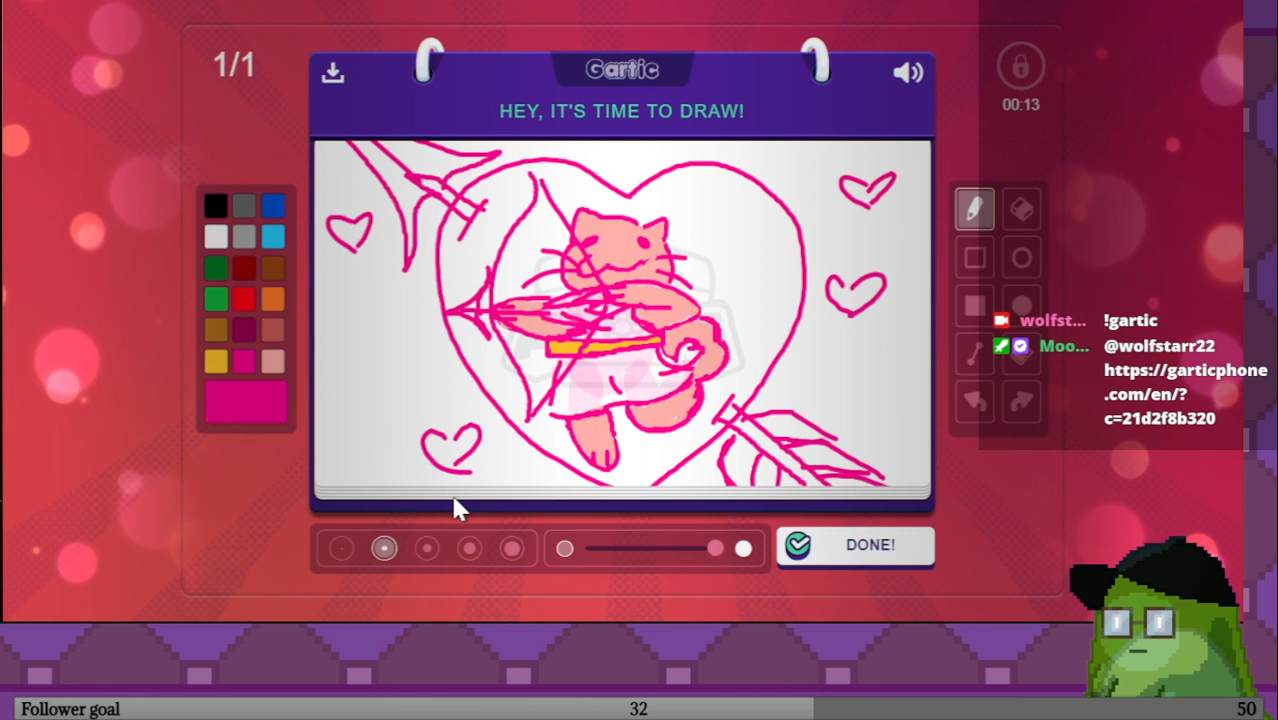 1/1
Gartic
HEY, IT'S TIME TO DRAW!
00:13
wolfst... !gartic
Moo... @wolfstarr22
https://garticphone
.com/en/?
c=21d2f8b320
DONE!
Follower goal 32 50